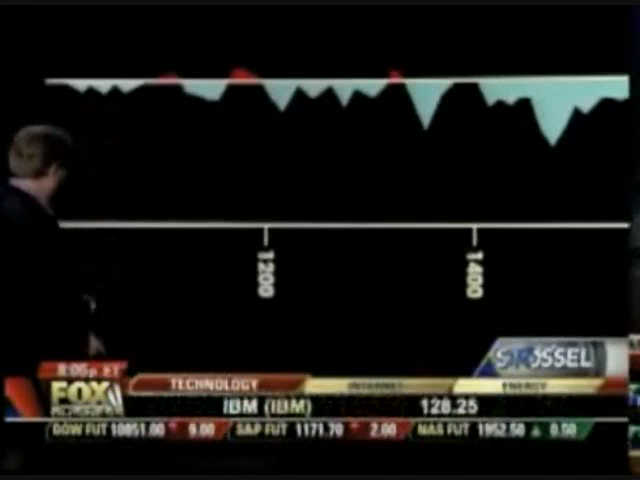 1200
1400
STOSSEL
8:05p ET
TECHNOLOGY INTERNET ENERGY
FOX
IBM (IBM) 128.25
DOW FUT 10851.00 9.00 S&P FUT 1171.70 2.00 NAS FUT 1952.50 0.50